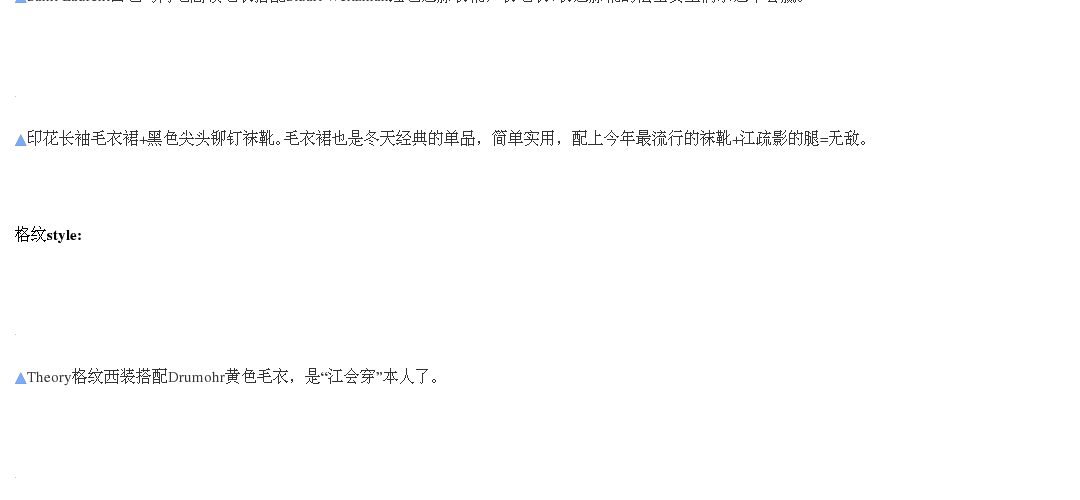 ▲印花长袖毛衣裙+黑色尖头铆钉袜靴。毛衣裙也是冬天经典的单品，简单实用，配上今年最流行的袜靴+江疏影的腿=无敌。
格纹style:
▲Theory格纹西装搭配Drumohr黄色毛衣，是“江会穿”本人了。